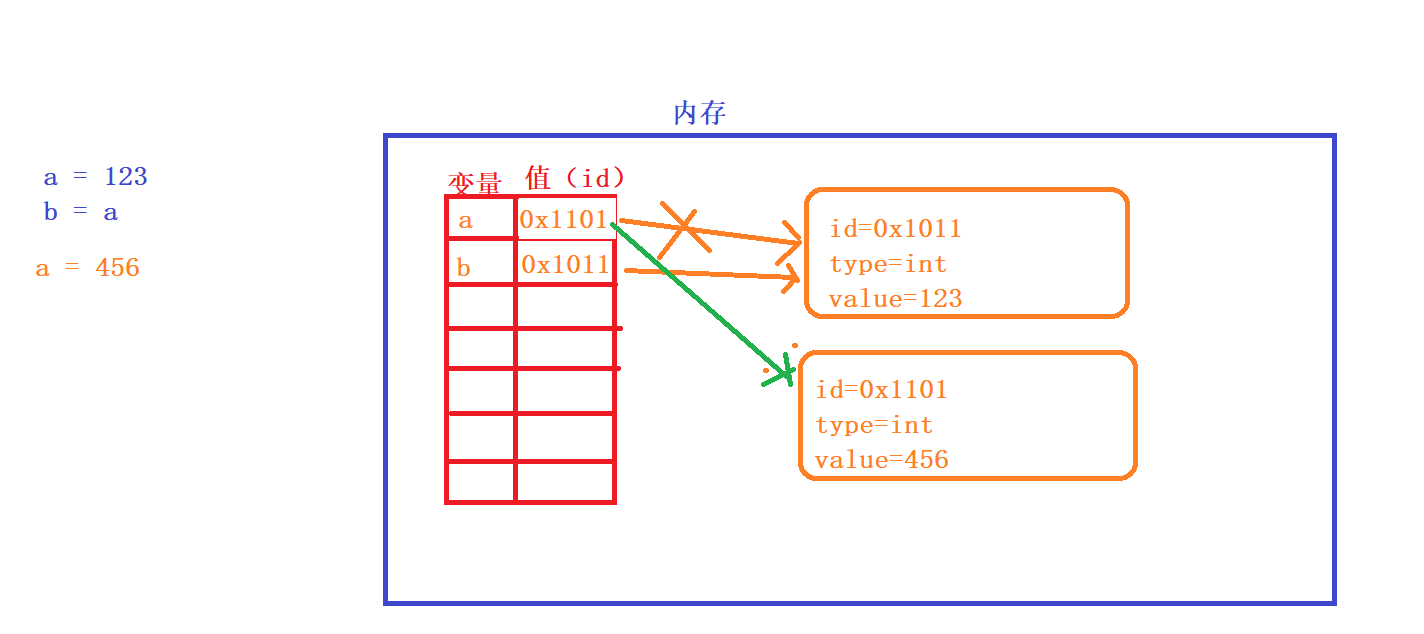 内存
a = 123
b = a
a = 456
变量 值（id）
a 0x1101
b 0x1011
id=0x1011
type=int
value=123
id=0x1101
type=int
value=456